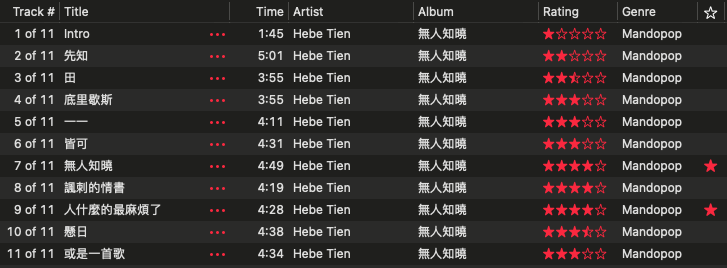 Track # Title Time Artist Album Rating Genre
1 of 11 Intro 1:45 Hebe Tien 無人知曉 Mandopop
2 of 11 先知 5:01 Hebe Tien 無人知曉 Mandopop
3 of 11 田 3:55 Hebe Tien 無人知曉 Mandopop
4 of 11 底里歇斯 3:55 Hebe Tien 無人知曉 Mandopop
5 of 11 一一 4:11 Hebe Tien 無人知曉 Mandopop
6 of 11 皆可 4:31 Hebe Tien 無人知曉 Mandopop
7 of 11 無人知曉 4:49 Hebe Tien 無人知曉 Mandopop
8 of 11 諷刺的情書 4:19 Hebe Tien 無人知曉 Mandopop
9 of 11 人什麼的最麻煩了 4:28 Hebe Tien 無人知曉 Mandopop
10 of 11 懸日 4:38 Hebe Tien 無人知曉 Mandopop
11 of 11 或是一首歌 4:34 Hebe Tien 無人知曉 Mandopop